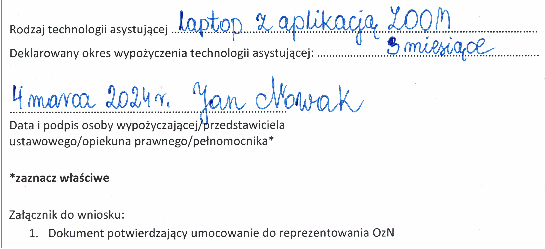 Rodzaj technologii asystującej laptop z aplikacją ZOOM
Deklarowany okres wypożyczenia technologii asystującej: 3 miesiące
4 marca 2024 r. Jan Nowak
Data i podpis osoby wypożyczającej/przedstawiciela
ustawowego/opiekuna prawnego/pełnomocnika*
*zaznacz właściwe
Załącznik do wniosku:
1. Dokument potwierdzający umocowanie do reprezentowania OzN